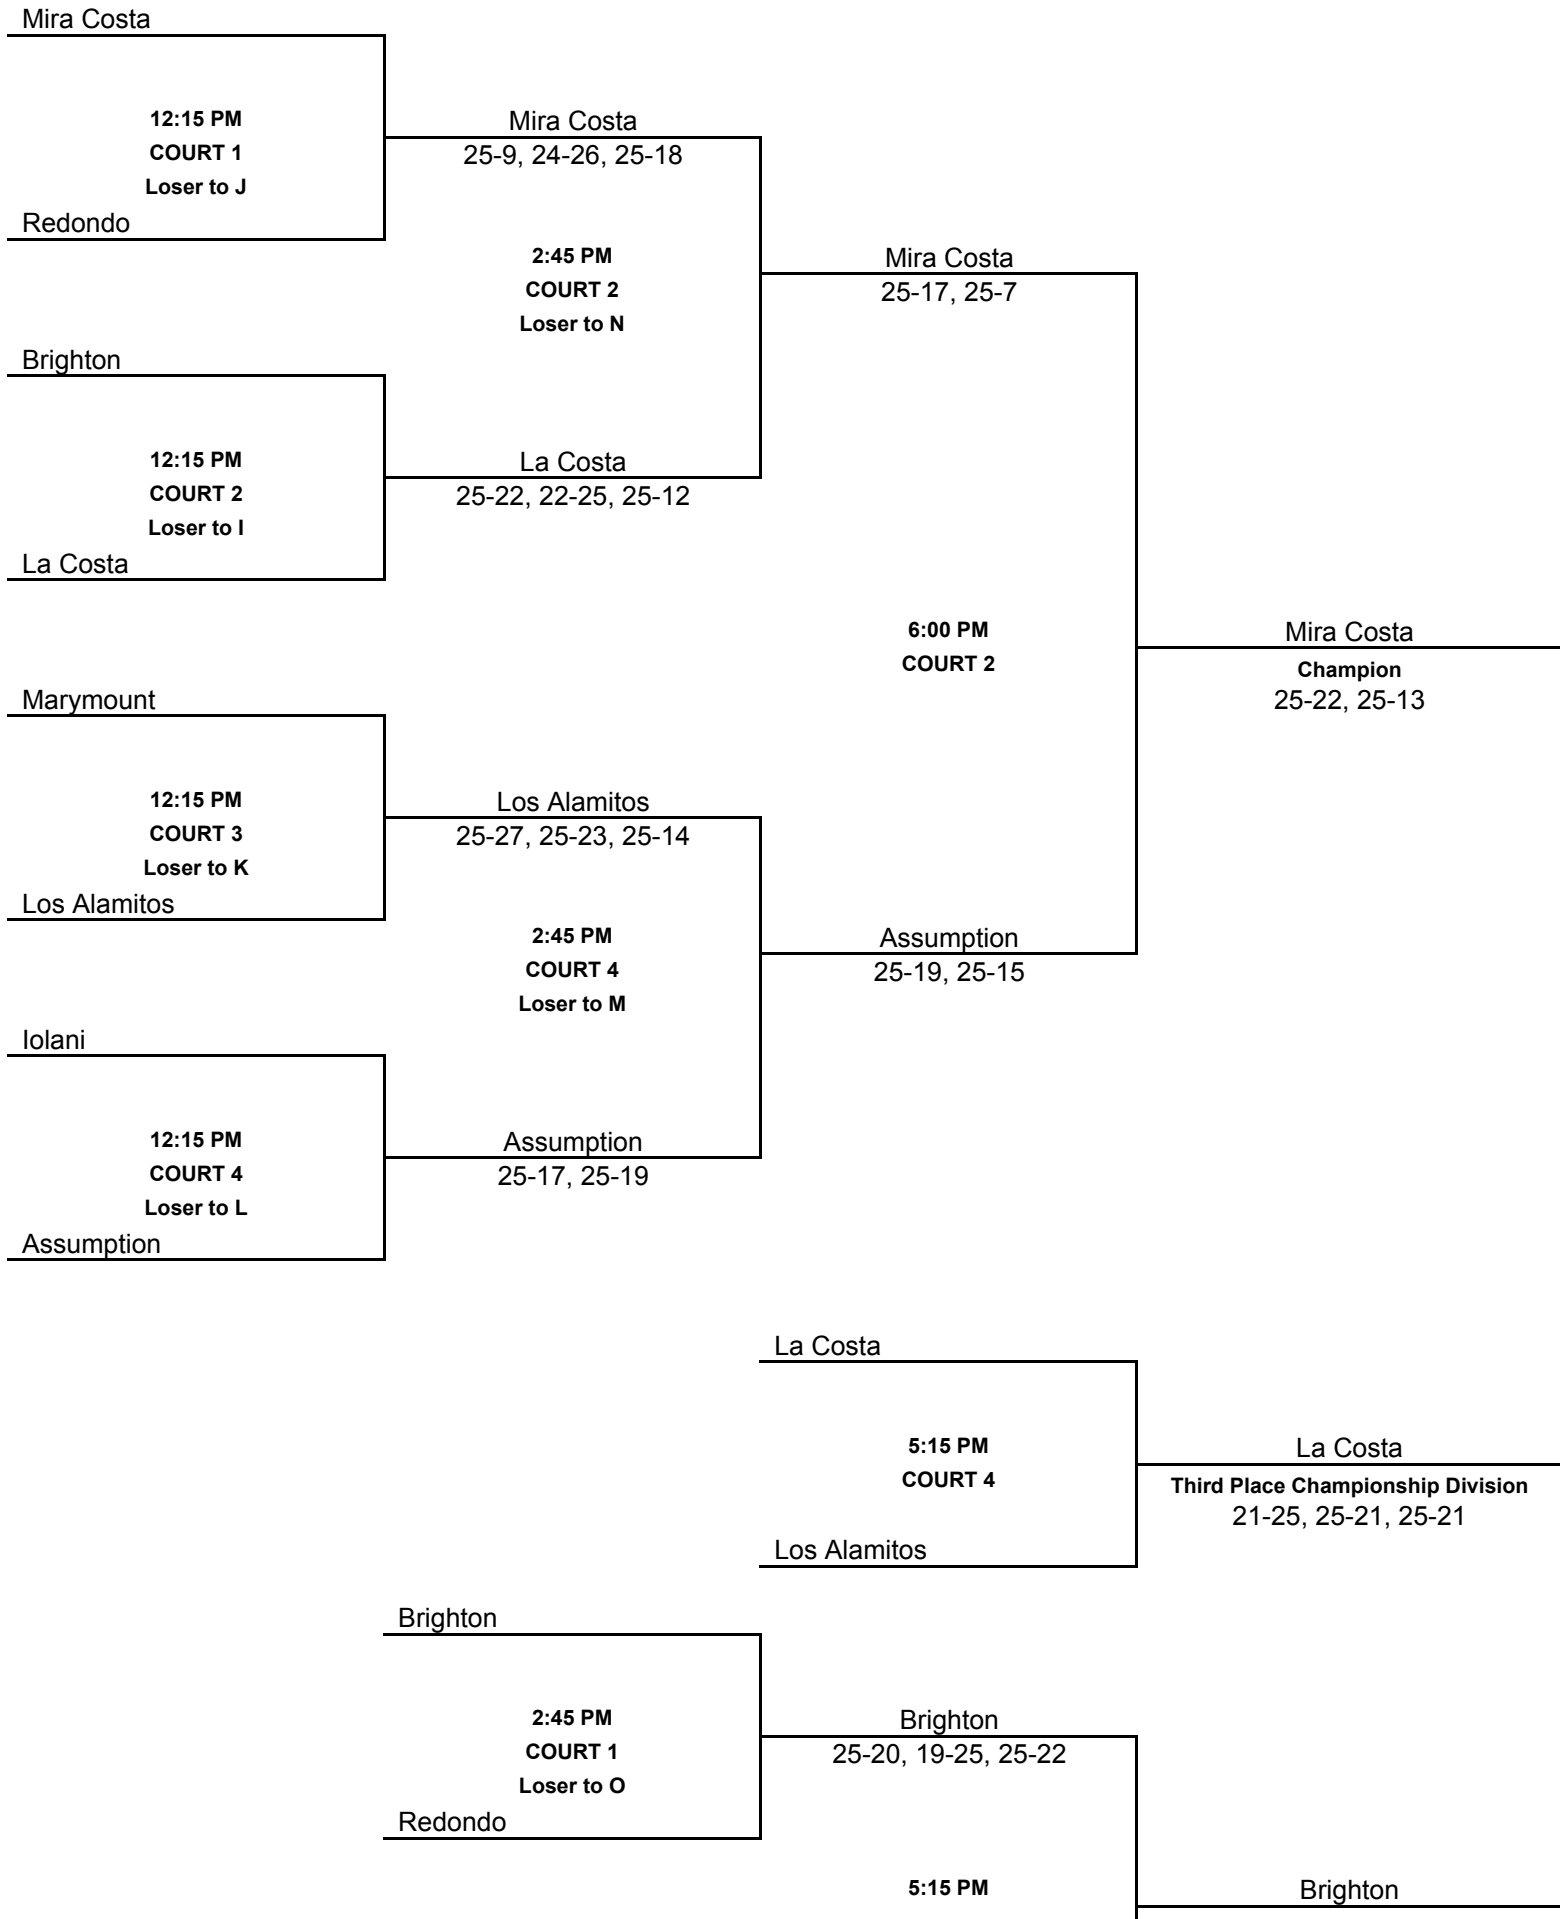 Mira Costa
12:15 PM
COURT 1
Loser to J
Redondo
Mira Costa
25-9, 24-26, 25-18
2:45 PM
COURT 2
Loser to N
Mira Costa
25-17, 25-7
Brighton
12:15 PM
COURT 2
Loser to I
La Costa
La Costa
25-22, 22-25, 25-12
6:00 PM
COURT 2
Mira Costa
Champion
25-22, 25-13
Marymount
12:15 PM
COURT 3
Loser to K
Los Alamitos
Los Alamitos
25-27, 25-23, 25-14
2:45 PM
COURT 4
Loser to M
Assumption
25-19, 25-15
Iolani
12:15 PM
COURT 4
Loser to L
Assumption
Assumption
25-17, 25-19
La Costa
5:15 PM
COURT 4
Los Alamitos
La Costa
Third Place Championship Division
21-25, 25-21, 25-21
Brighton
2:45 PM
COURT 1
Loser to O
Redondo
Brighton
25-20, 19-25, 25-22
5:15 PM
Brighton